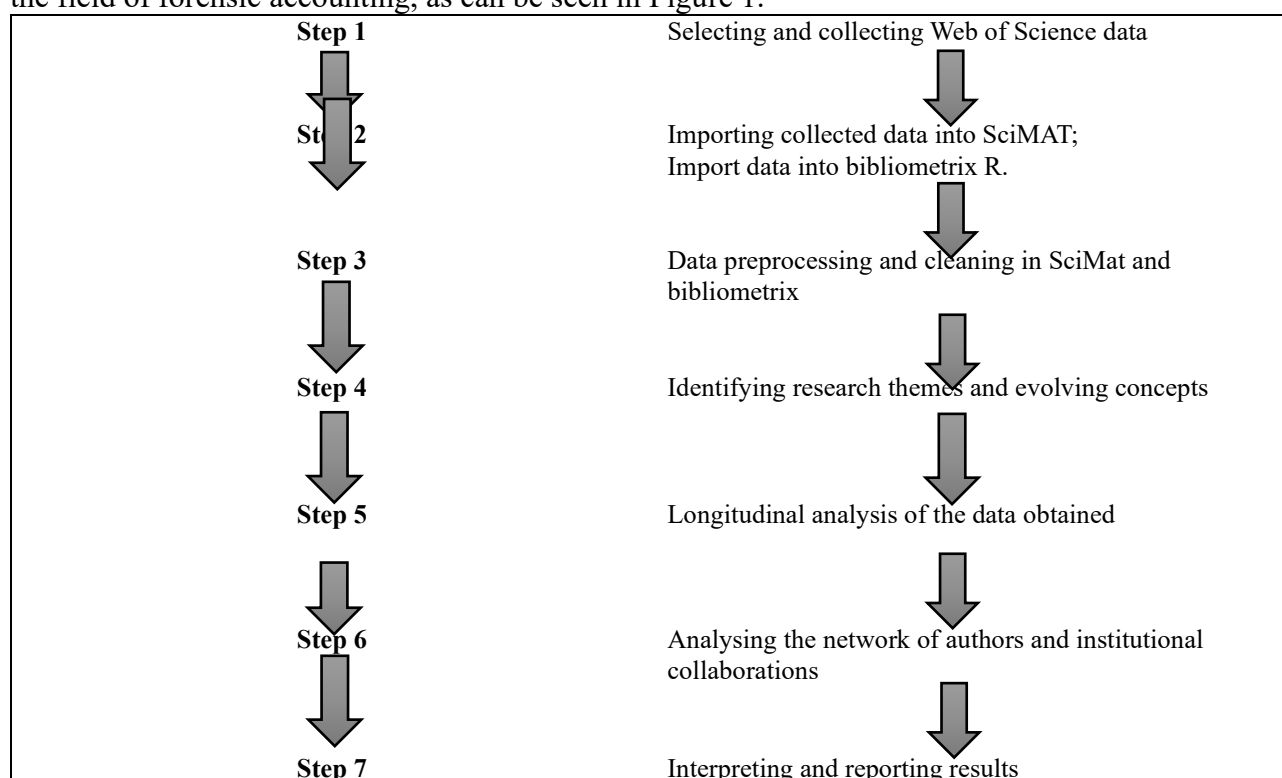 the field of forensic accounting, as can be seen in Figure 1.
Step 1 Selecting and collecting Web of Science data
Step 2 Importing collected data into SciMAT;
Import data into bibliometrix R.
Step 3 Data preprocessing and cleaning in SciMat and
bibliometrix
Step 4 Identifying research themes and evolving concepts
Step 5 Longitudinal analysis of the data obtained
Step 6 Analysing the network of authors and institutional
collaborations
Step 7 Interpreting and reporting results